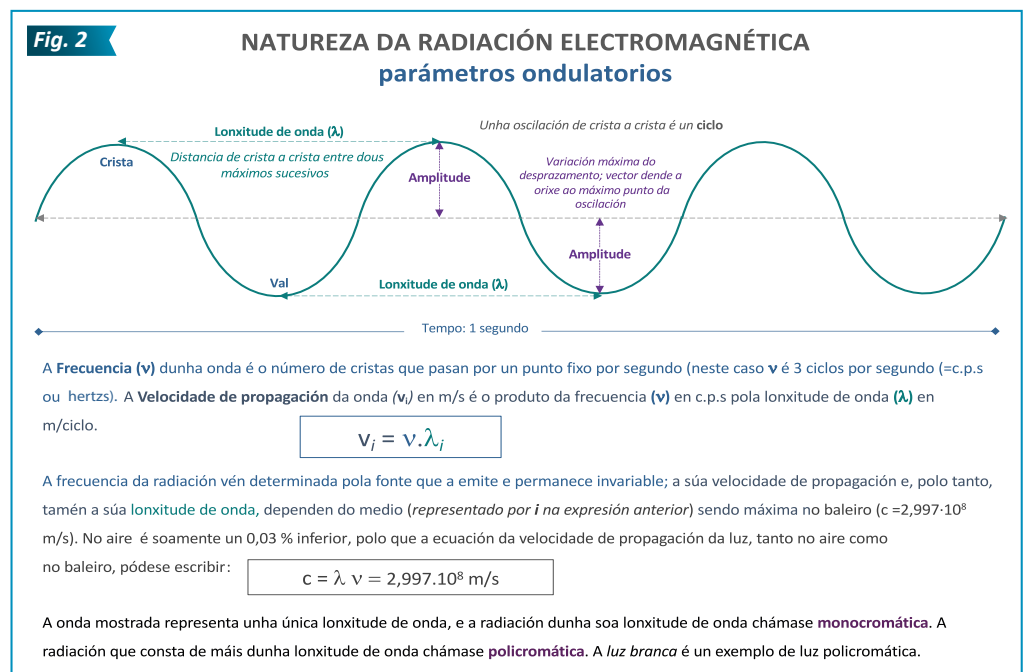 Fig. 2
NATUREZA DA RADIACIÓN ELECTROMAGNÉTICA
parámetros ondulatorios
Lonxitude de onda (λ)
Unha oscilación de crista a crista é un ciclo
Crista
Distancia de crista a crista entre dous
máximos sucesivos
Amplitude
Variación máxima do
desprazamento; vector dende a
orixe ao máximo punto da
oscilación
Amplitude
Val
Lonxitude de onda (λ)
Tempo: 1 segundo
A Frecuencia (ν) dunha onda é o número de cristas que pasan por un punto fixo por segundo (neste caso ν é 3 ciclos por segundo (=c.p.s
ou hertzs). A Velocidade de propagación da onda (vᵢ) en m/s é o produto da frecuencia (ν) en c.p.s pola lonxitude de onda (λ) en
m/ciclo.
vᵢ = ν.λᵢ
A frecuencia da radiación vén determinada pola fonte que a emite e permanece invariable; a súa velocidade de propagación e, polo tanto,
tamén a súa lonxitude de onda, dependen do medio (representado por i na expresión anterior) sendo máxima no baleiro (c =2,997·10⁸
m/s). No aire é soamente un 0,03 % inferior, polo que a ecuación da velocidade de propagación da luz, tanto no aire como
no baleiro, pódese escribir:
c = λ ν = 2,997.10⁸ m/s
A onda mostrada representa unha única lonxitude de onda, e a radiación dunha soa lonxitude de onda chámase monocromática. A
radiación que consta de máis dunha lonxitude de onda chámase policromática. A luz branca é un exemplo de luz policromática.